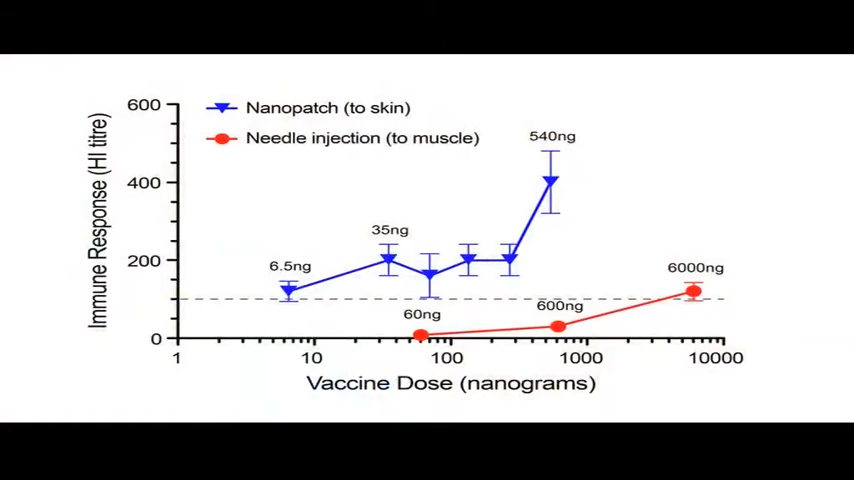 600
Nanopatch (to skin)
Needle injection (to muscle)
540ng
400
Immune Response (HI titre)
35ng
200
6.5ng
6000ng
60ng
600ng
0
1
10
100
1000
10000
Vaccine Dose (nanograms)